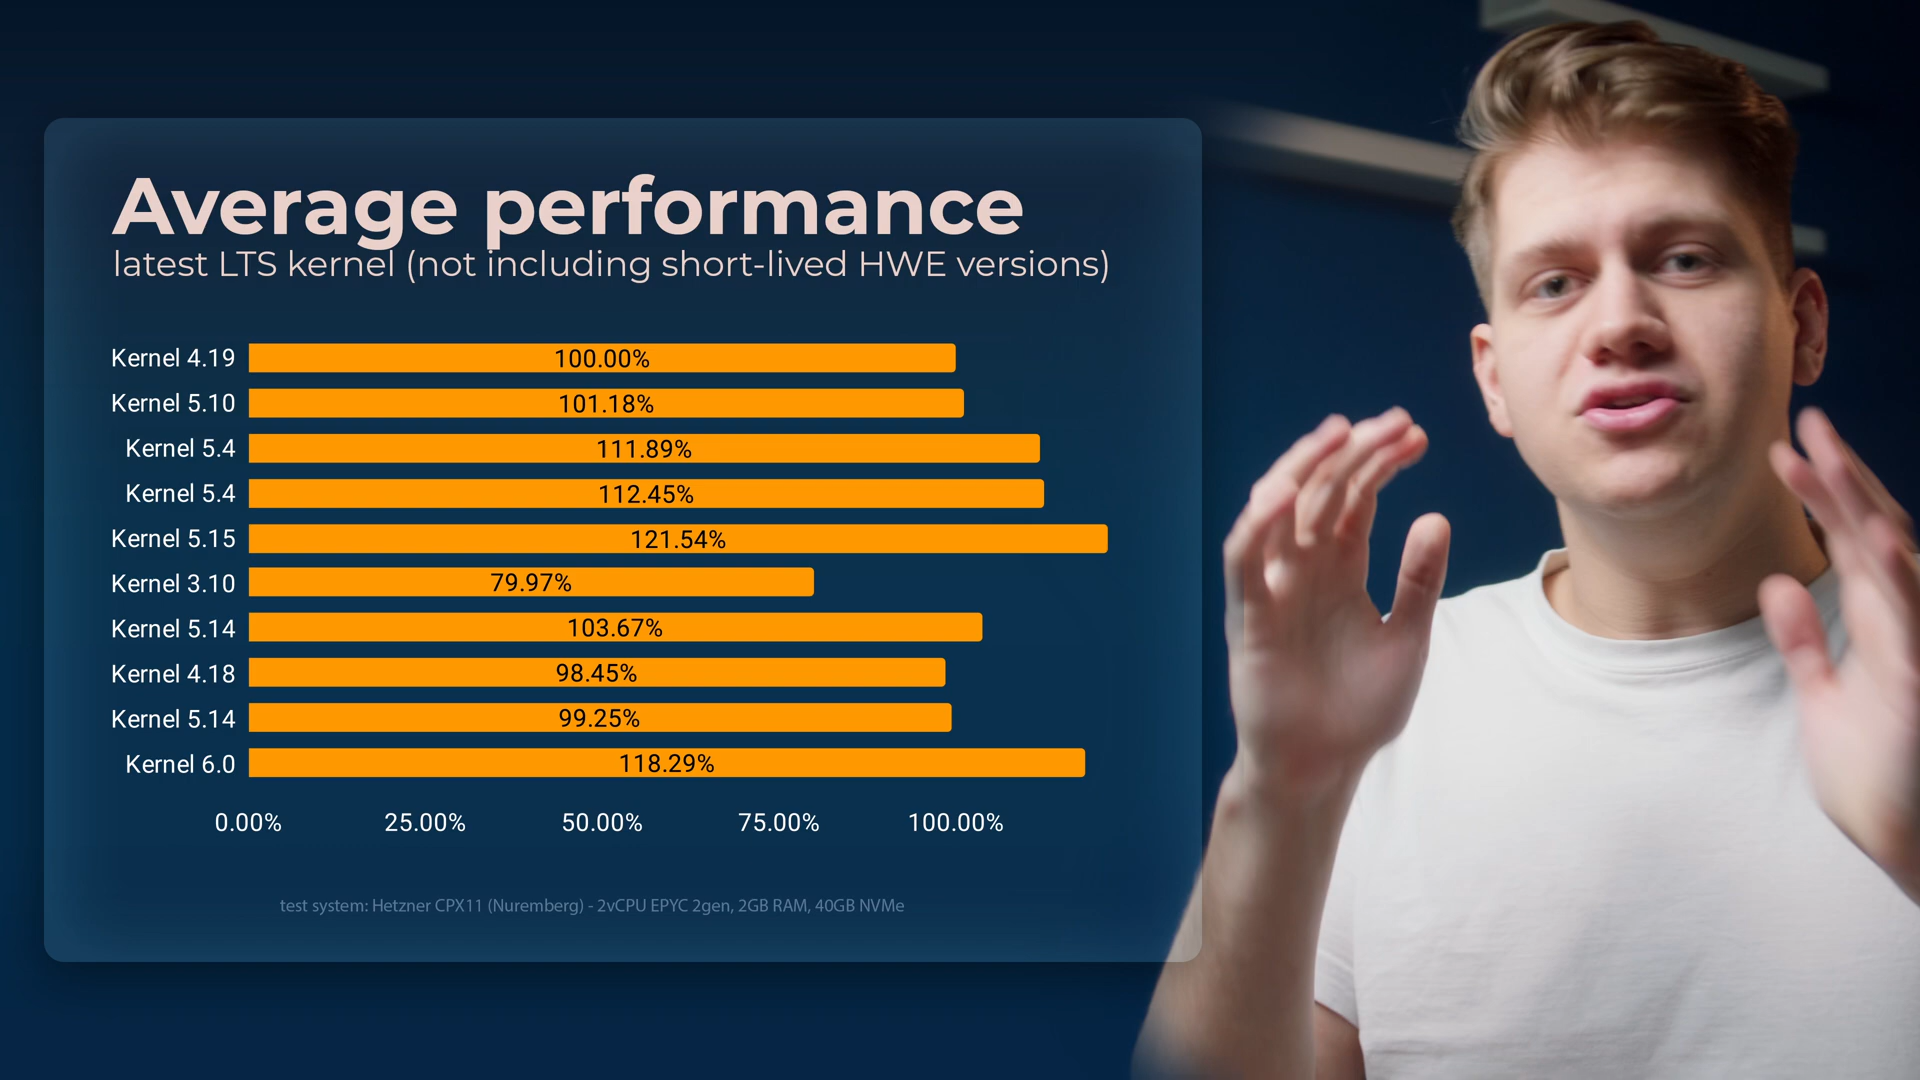 Average performance
latest LTS kernel (not including short-lived HWE versions)
Kernel 4.19 100.00%
Kernel 5.10 101.18%
Kernel 5.4 111.89%
Kernel 5.4 112.45%
Kernel 5.15 121.54%
Kernel 3.10 79.97%
Kernel 5.14 103.67%
Kernel 4.18 98.45%
Kernel 5.14 99.25%
Kernel 6.0 118.29%
0.00% 25.00% 50.00% 75.00% 100.00%
test system: Hetzner CPX11 (Nuremberg) - 2vCPU EPYC 2gen, 2GB RAM, 40GB NVMe